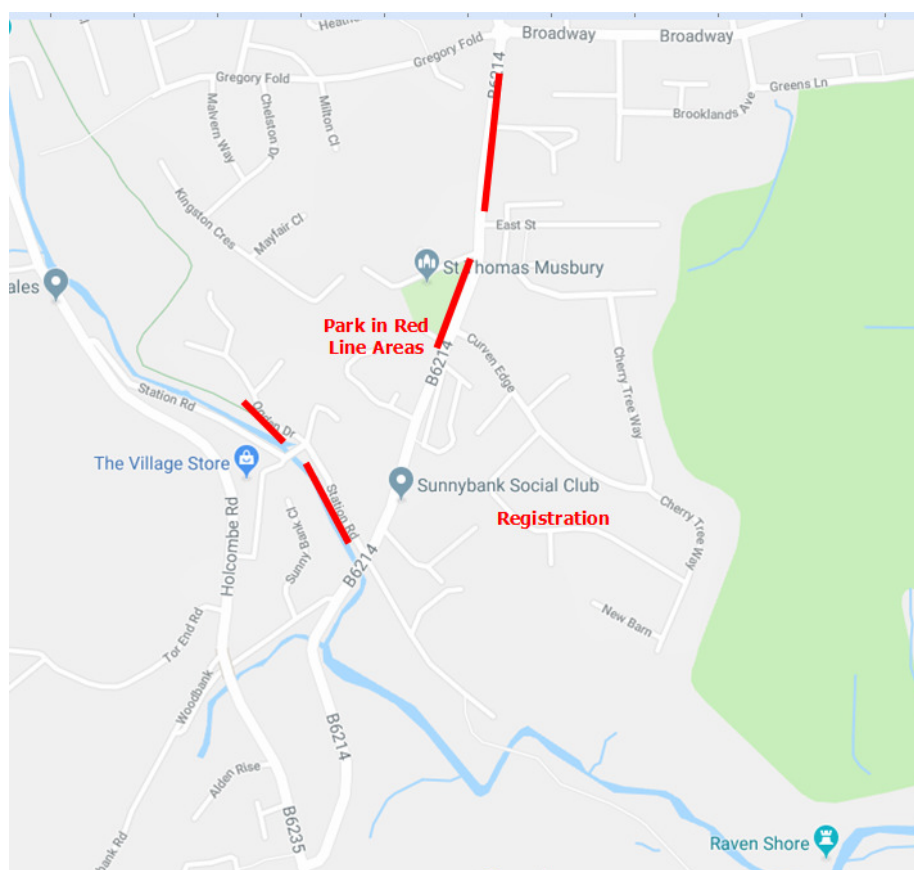 Broadway
Broadway
B6214
Gregory Fold
Gregory Fold
Greens Ln
Malvern Way
Chelston Dr
Milton Cl
Brooklands Ave
Kingston Cres
Mayfair Cl
East St
St Thomas Musbury
ales
Park in Red
Line Areas
B6214
Curven Edge
Cherry Tree Way
Station Rd
Ogden Dr
The Village Store
Station Rd
Sunnybank Social Club
Registration
Cherry Tree Way
Holcombe Rd
Sunny Bank Cl
B6214
New Barn
Tor End Rd
Woodbank
B6214
Alden Rise
B6235
bank Rd
Raven Shore